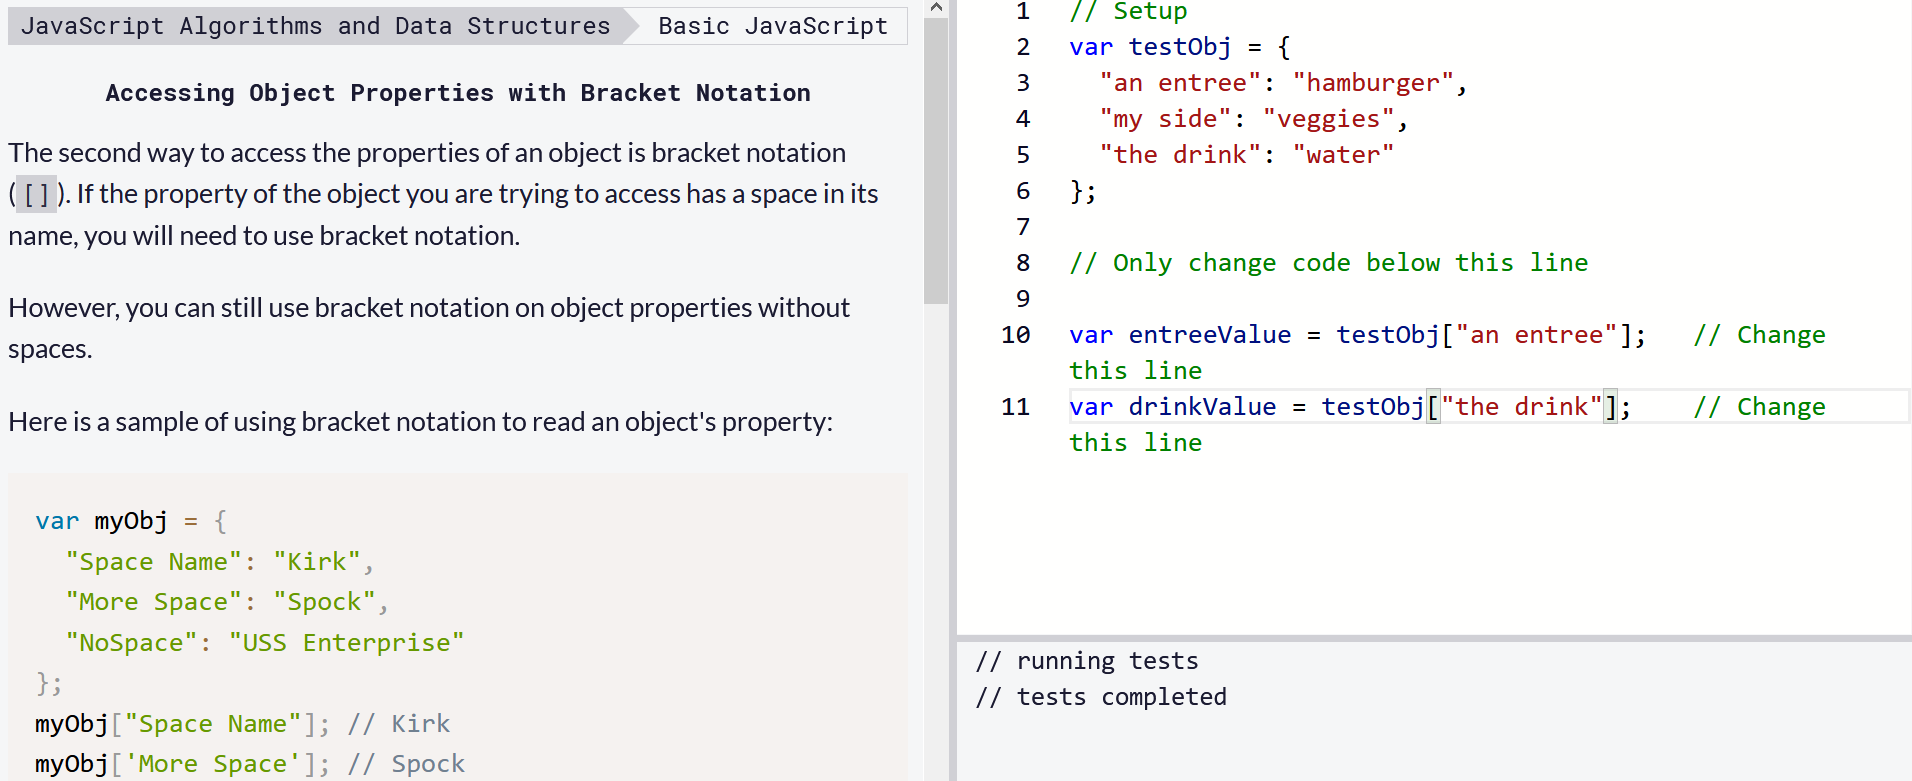 JavaScript Algorithms and Data Structures
Basic JavaScript
Accessing Object Properties with Bracket Notation
The second way to access the properties of an object is bracket notation
([]). If the property of the object you are trying to access has a space in its
name, you will need to use bracket notation.
However, you can still use bracket notation on object properties without
spaces.
Here is a sample of using bracket notation to read an object's property:
var myObj = {
  "Space Name": "Kirk",
  "More Space": "Spock",
  "NoSpace": "USS Enterprise"
};
myObj["Space Name"]; // Kirk
myObj['More Space']; // Spock
1 // Setup
2 var testObj = {
3   "an entree": "hamburger",
4   "my side": "veggies",
5   "the drink": "water"
6 };
7
8 // Only change code below this line
9
10 var entreeValue = testObj["an entree"];   // Change
this line
11 var drinkValue = testObj["the drink"];    // Change
this line
// running tests
// tests completed